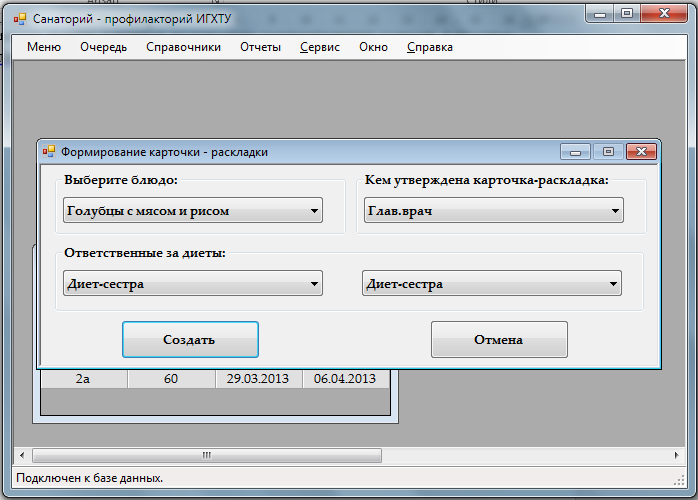 Санаторий - профилакторий ИГХТУ
Меню Очередь Справочники Отчеты Сервис Окно Справка
Формирование карточки - раскладки
Выберите блюдо: Кем утверждена карточка-раскладка:
Голубцы с мясом и рисом Глав.врач
Ответственные за диеты:
Диет-сестра Диет-сестра
Создать Отмена
2а 60 29.03.2013 06.04.2013
Подключен к базе данных.